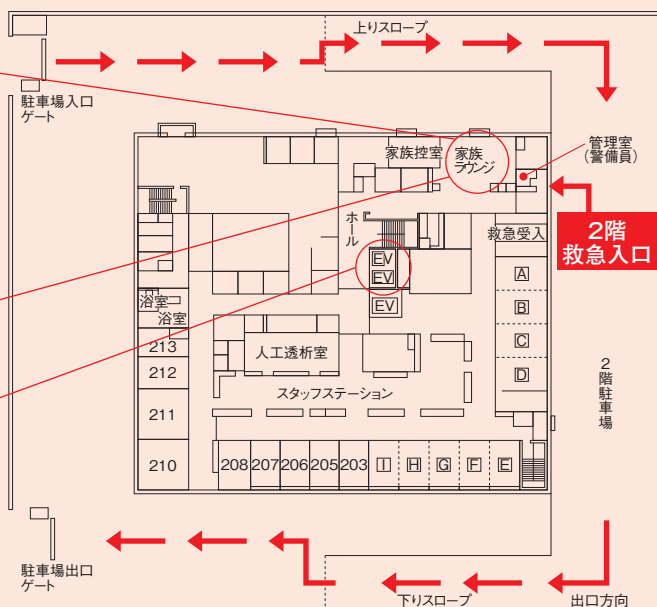 上りスロープ
駐車場入口
ゲート
管理室
(警備員)
家族控室
家族
ラウンジ
ホール
救急受入
2階
救急入口
EV
EV
EV
A
B
C
D
浴室
浴室
213
212
211
210
人工透析室
スタッフステーション
2階駐車場
208
207
206
205
203
I
H
G
F
E
駐車場出口
ゲート
下りスロープ
出口方向